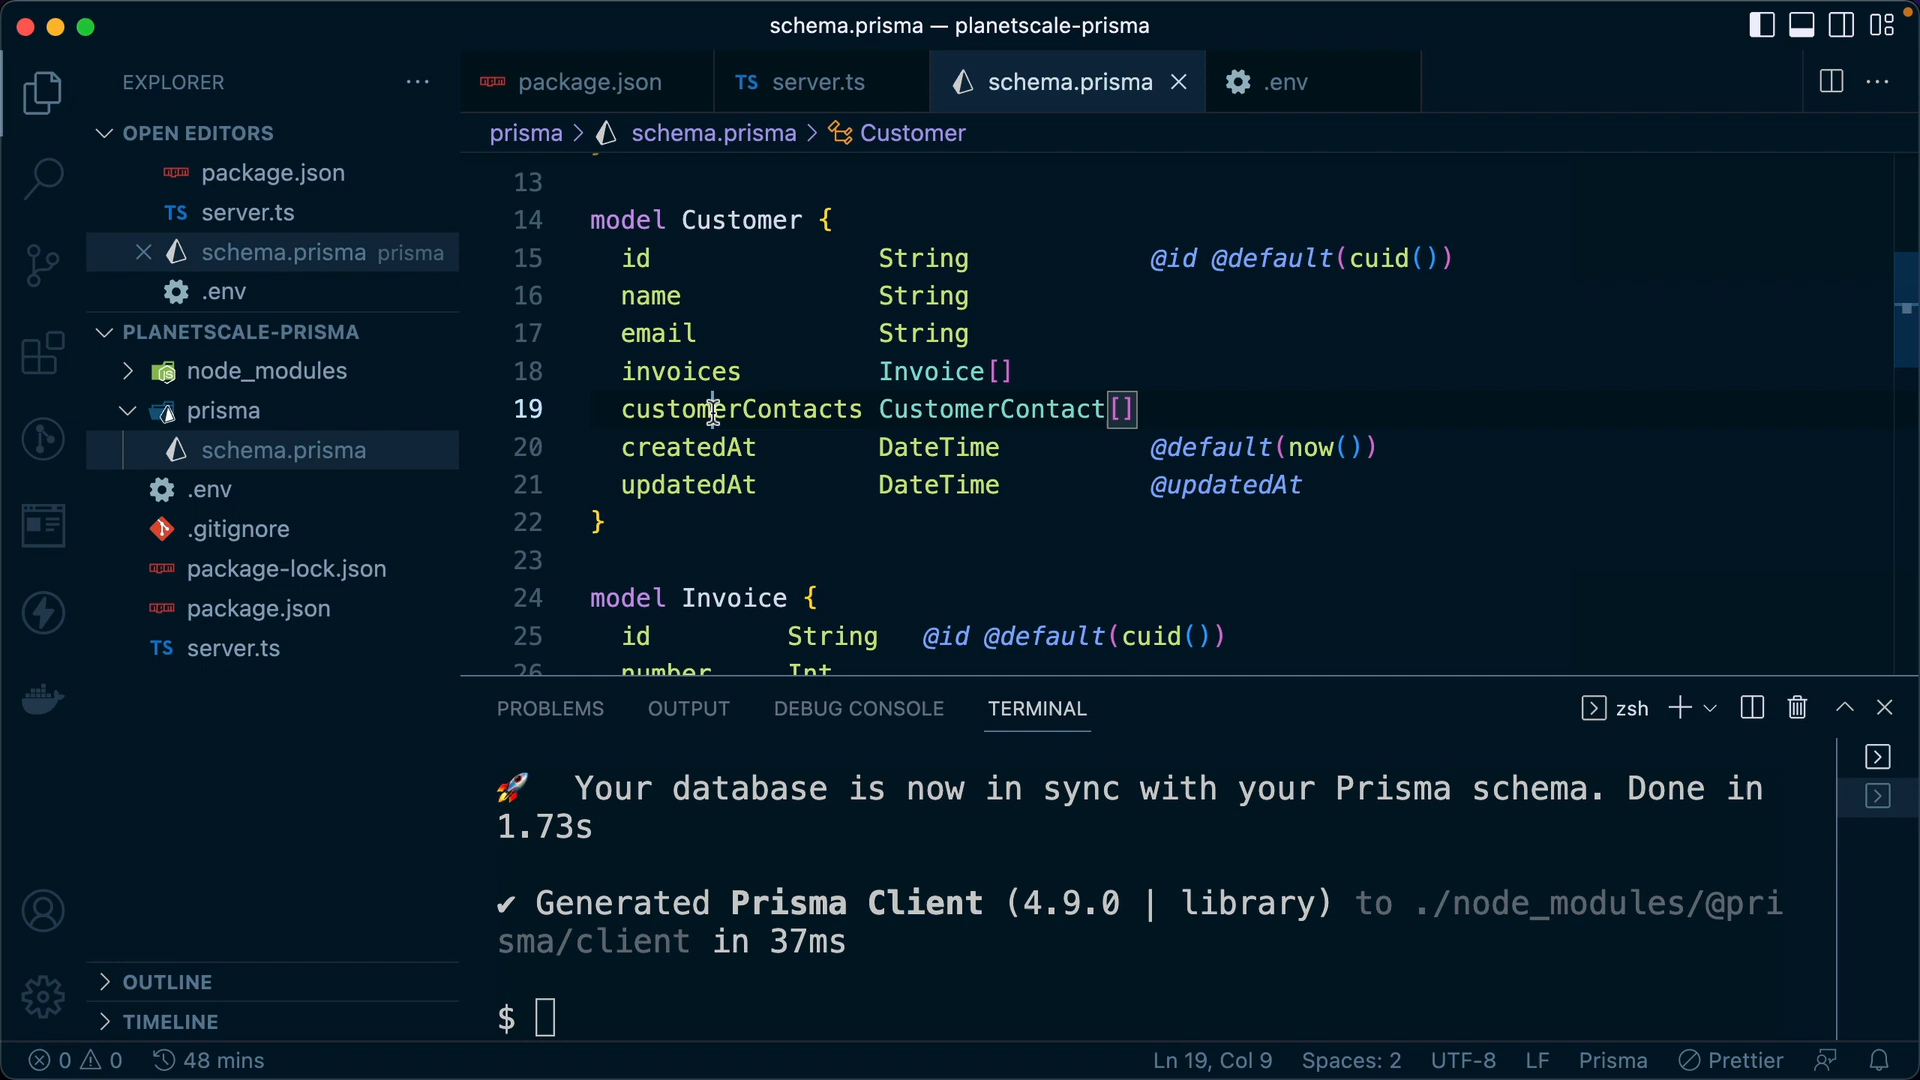 schema.prisma — planetscale-prisma
EXPLORER
OPEN EDITORS
package.json
TS server.ts
schema.prisma prisma
.env
PLANETSCALE-PRISMA
node_modules
prisma
schema.prisma
.env
.gitignore
package-lock.json
package.json
TS server.ts
OUTLINE
TIMELINE
package.json
TS server.ts
schema.prisma
.env
prisma > schema.prisma > Customer
13
14 model Customer {
15 id String @id @default(cuid())
16 name String
17 email String
18 invoices Invoice[]
19 customerContacts CustomerContact[]
20 createdAt DateTime @default(now())
21 updatedAt DateTime @updatedAt
22 }
23
24 model Invoice {
25 id String @id @default(cuid())
26 number Int
PROBLEMS OUTPUT DEBUG CONSOLE TERMINAL
zsh
🚀 Your database is now in sync with your Prisma schema. Done in
1.73s
✔ Generated Prisma Client (4.9.0 | library) to ./node_modules/@pri
sma/client in 37ms
$
0 0 48 mins
Ln 19, Col 9 Spaces: 2 UTF-8 LF Prisma Prettier